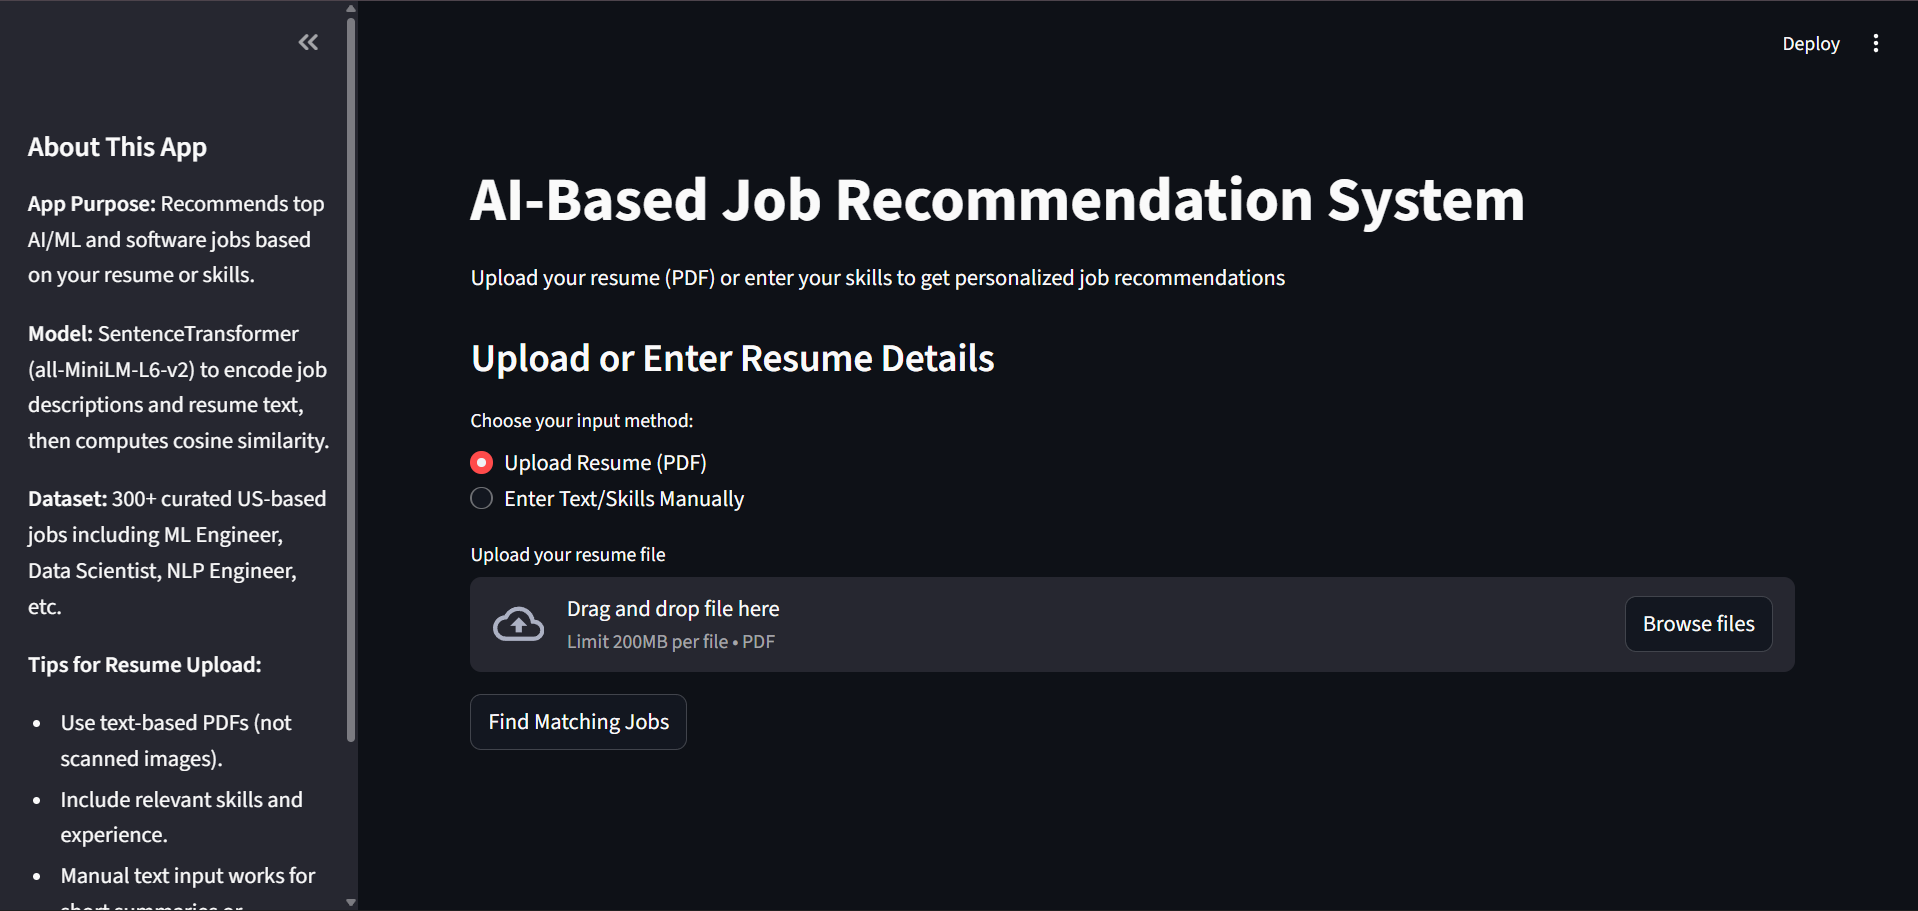 About This App
App Purpose: Recommends top
AI/ML and software jobs based
on your resume or skills.
Model: SentenceTransformer
(all-MiniLM-L6-v2) to encode job
descriptions and resume text,
then computes cosine similarity.
Dataset: 300+ curated US-based
jobs including ML Engineer,
Data Scientist, NLP Engineer,
etc.
Tips for Resume Upload:
• Use text-based PDFs (not
scanned images).
• Include relevant skills and
experience.
• Manual text input works for
short summaries or
Deploy
AI-Based Job Recommendation System
Upload your resume (PDF) or enter your skills to get personalized job recommendations
Upload or Enter Resume Details
Choose your input method:
Upload Resume (PDF)
Enter Text/Skills Manually
Upload your resume file
Drag and drop file here
Limit 200MB per file • PDF
Browse files
Find Matching Jobs